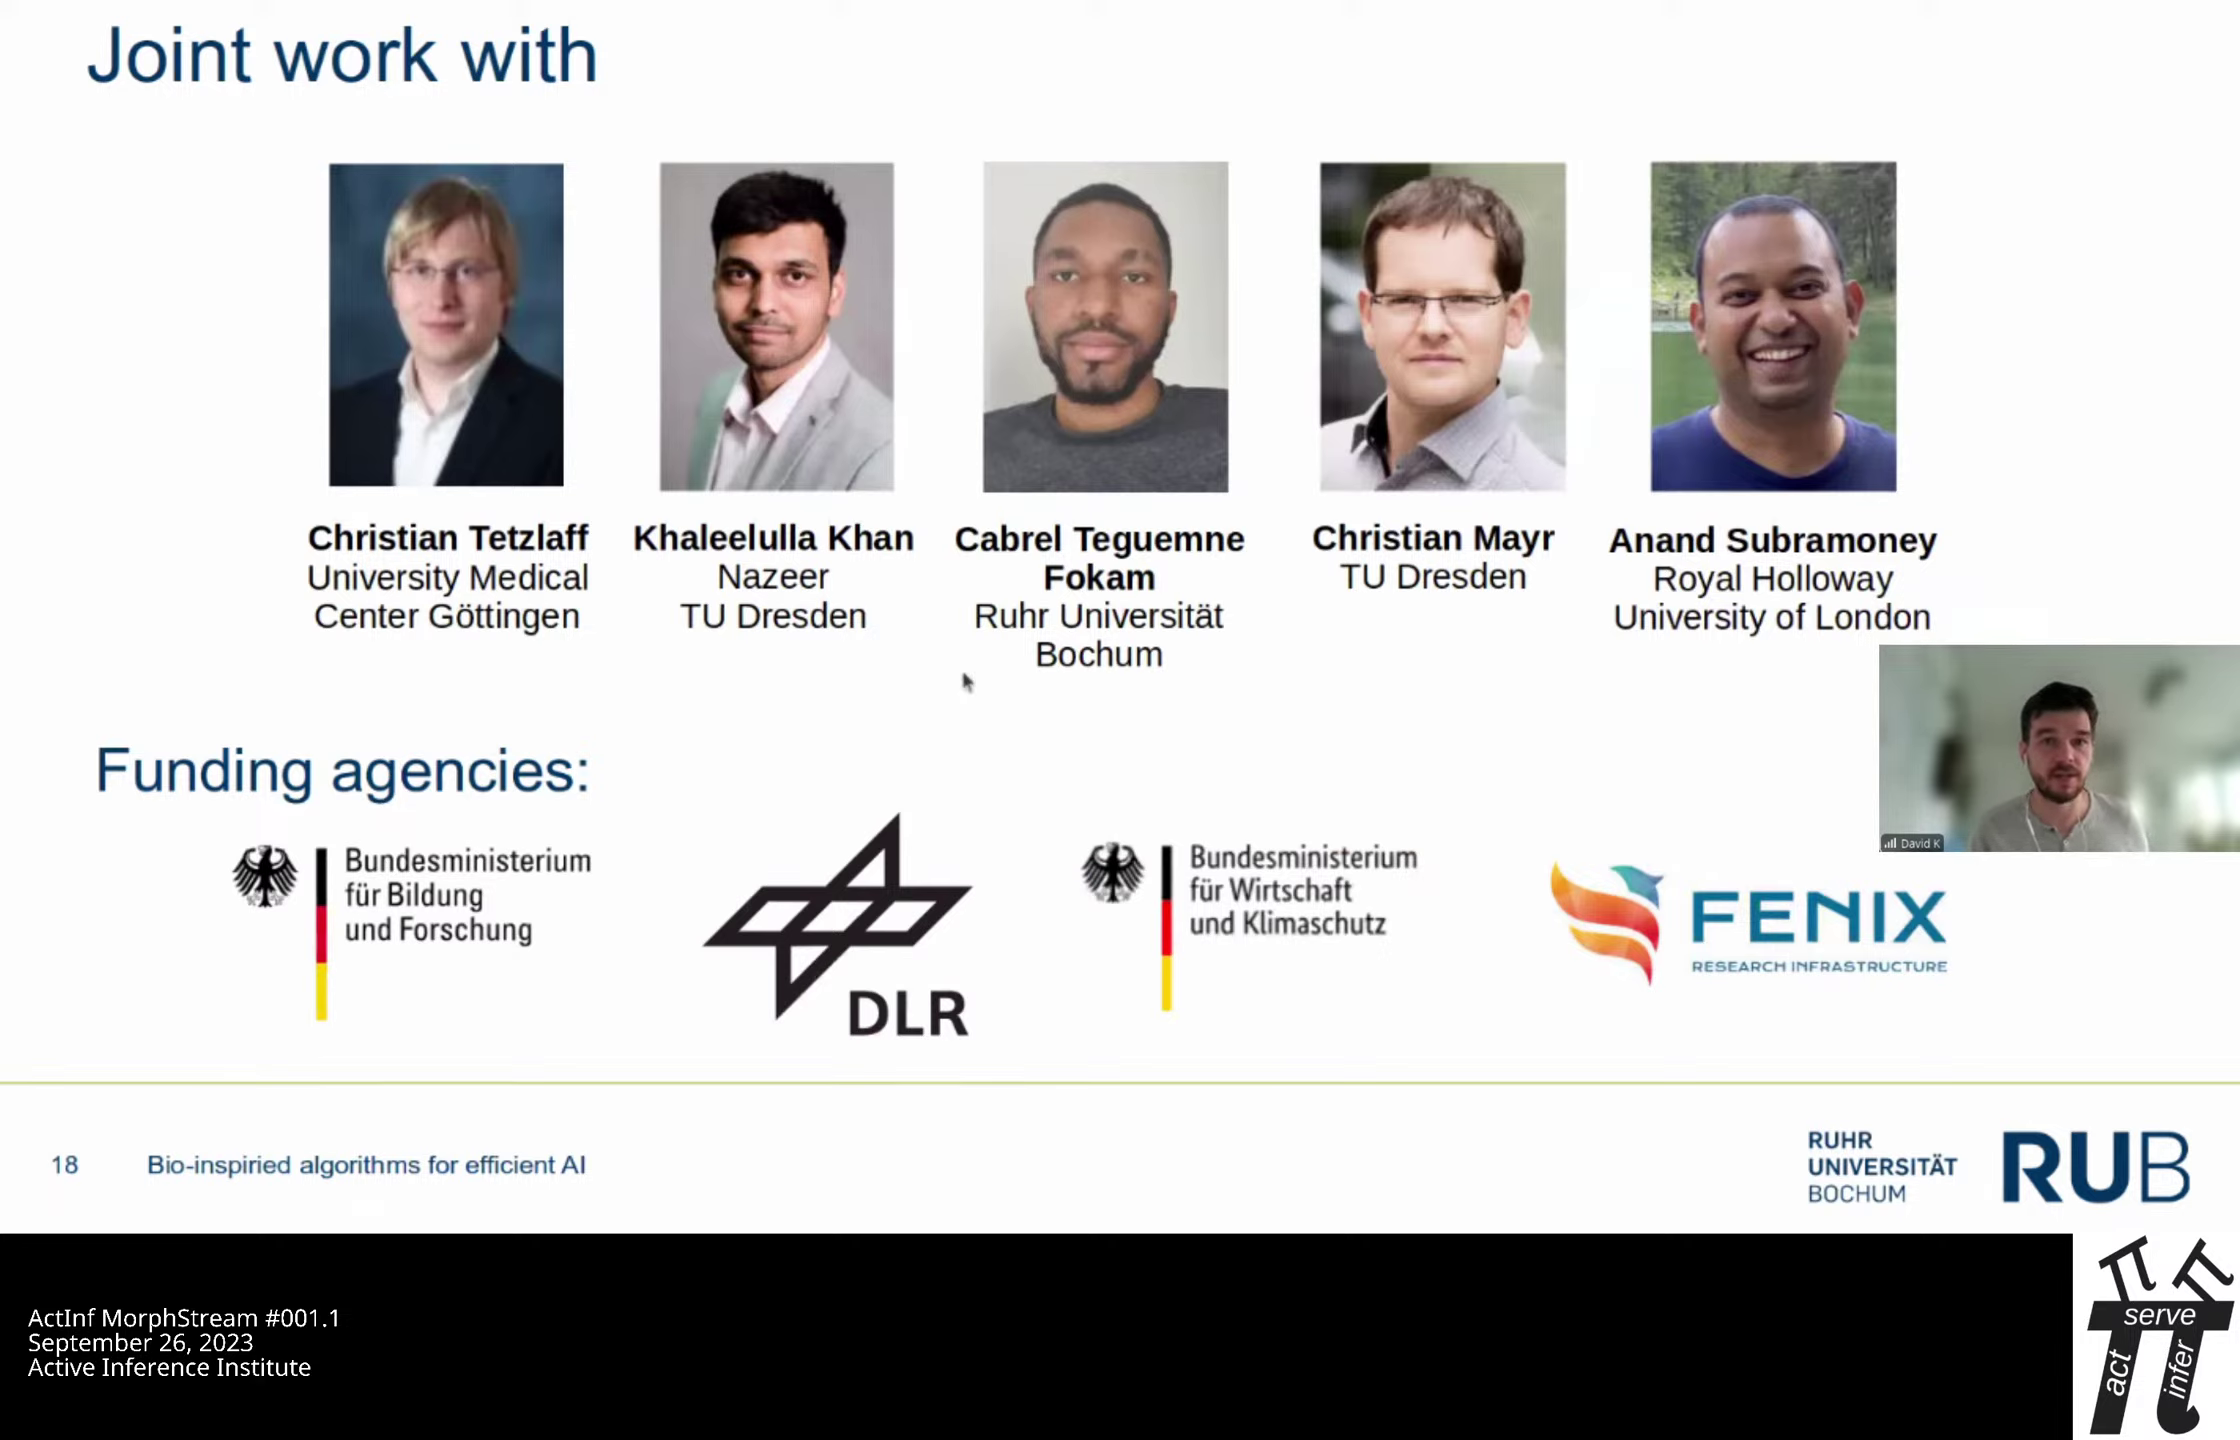 Joint work with
Christian Tetzlaff
University Medical
Center Göttingen
Khaleelulla Khan
Nazeer
TU Dresden
Cabrel Teguemne
Fokam
Ruhr Universität
Bochum
Christian Mayr
TU Dresden
Anand Subramoney
Royal Holloway
University of London
David K
Funding agencies:
Bundesministerium
für Bildung
und Forschung
DLR
Bundesministerium
für Wirtschaft
und Klimaschutz
FENIX
RESEARCH INFRASTRUCTURE
18 Bio-inspiried algorithms for efficient AI
RUHR
UNIVERSITÄT
BOCHUM
RUB
ActInf MorphStream #001.1
September 26, 2023
Active Inference Institute
serve
act
infer